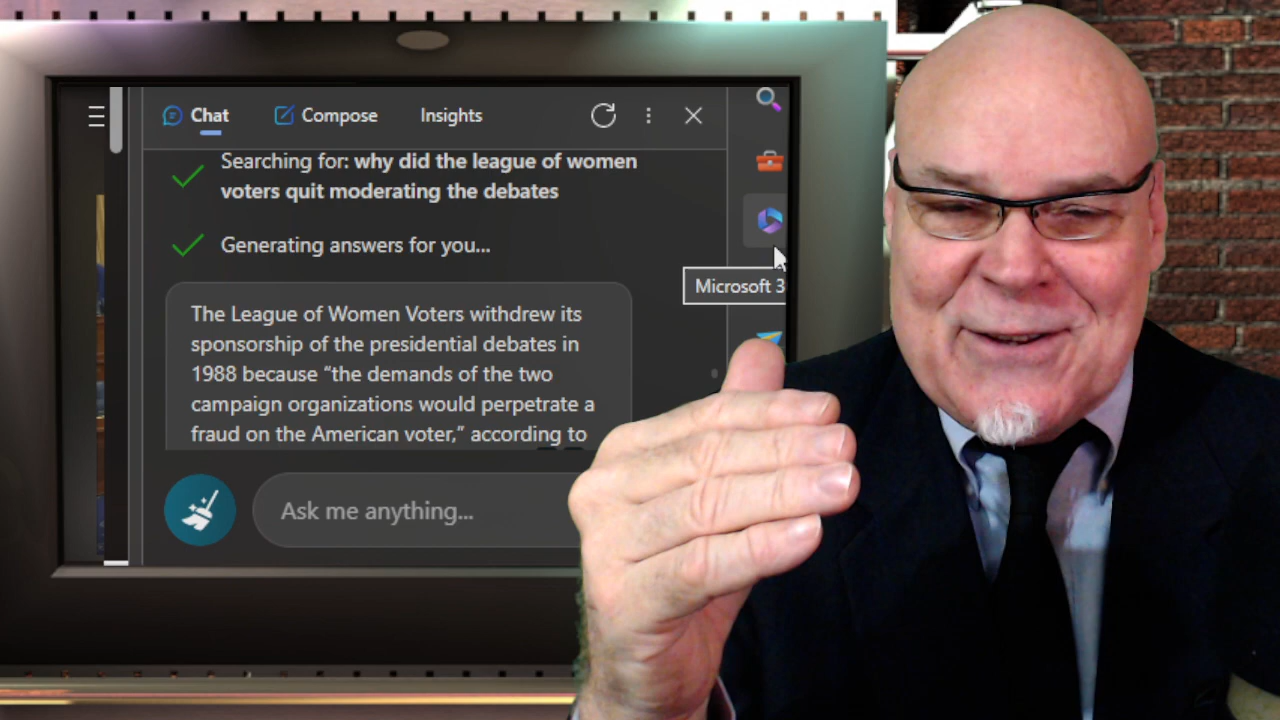 Chat Compose Insights
Searching for: why did the league of women
voters quit moderating the debates
Generating answers for you...
Microsoft 3
The League of Women Voters withdrew its
sponsorship of the presidential debates in
1988 because “the demands of the two
campaign organizations would perpetrate a
fraud on the American voter,” according to
Ask me anything...